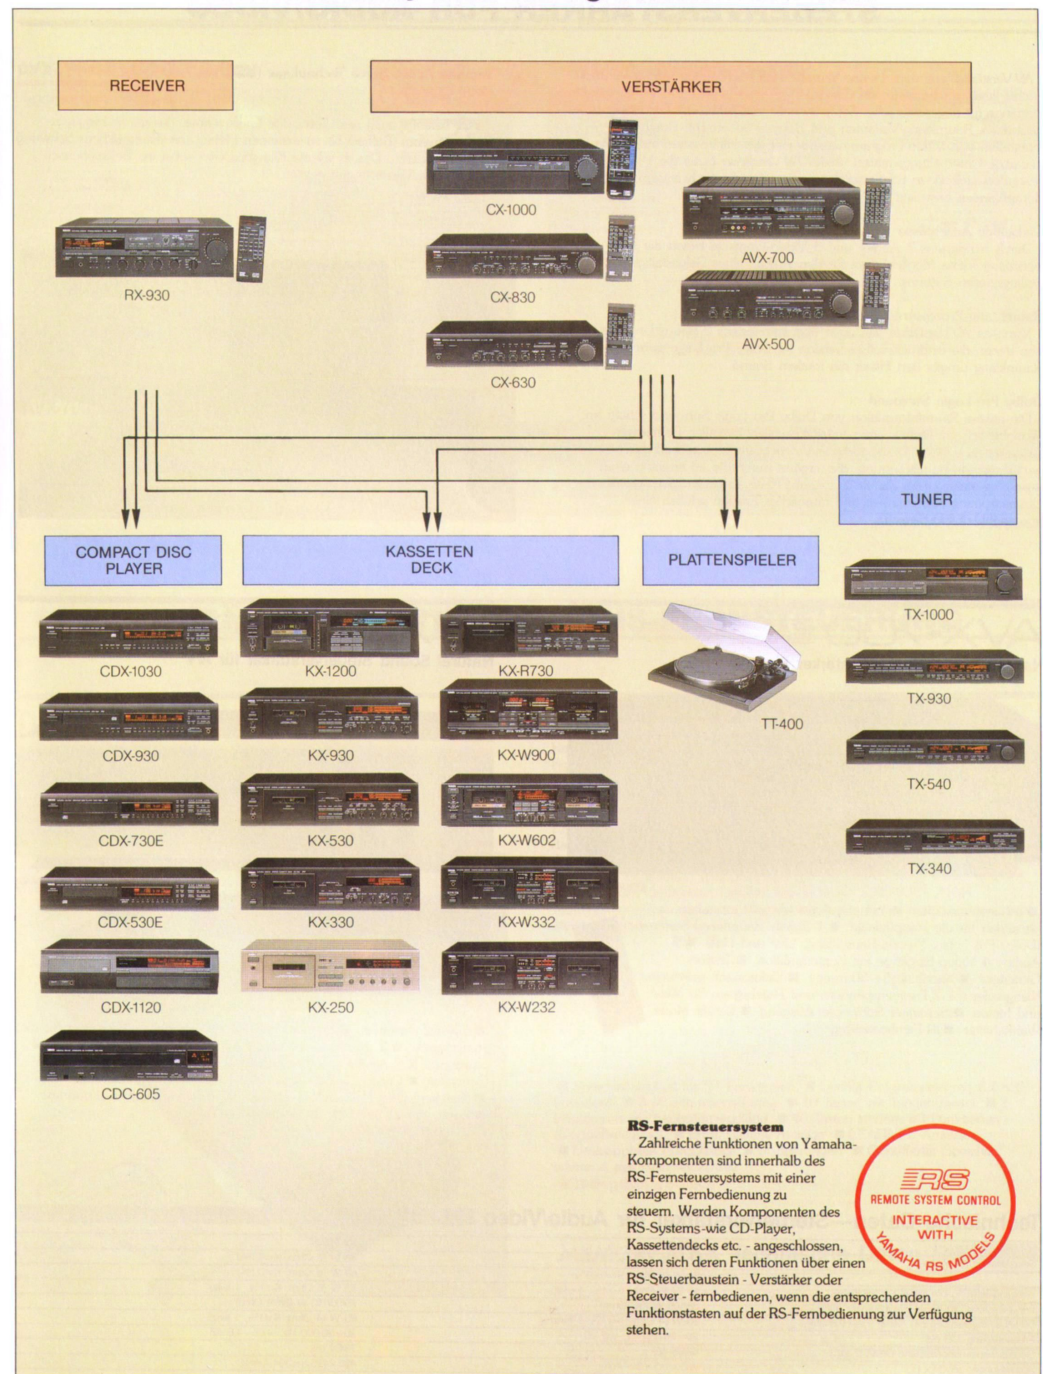 RECEIVER
VERSTÄRKER
CX-1000
AVX-700
RX-930
CX-830
AVX-500
CX-630
TUNER
COMPACT DISC
PLAYER
KASSETTEN
DECK
PLATTENSPIELER
TX-1000
CDX-1030
KX-1200
KX-R730
TX-930
TT-400
CDX-930
KX-930
KX-W900
TX-540
CDX-730E
KX-530
KX-W602
TX-340
CDX-530E
KX-330
KX-W332
CDX-1120
KX-250
KX-W232
CDC-605
RS-Fernsteuersystem
Zahlreiche Funktionen von Yamaha-
Komponenten sind innerhalb des
RS-Fernsteuersystems mit einer
einzigen Fernbedienung zu
steuern. Werden Komponenten des
RS-Systems -wie CD-Player,
Kassettendecks etc. - angeschlossen,
lassen sich deren Funktionen über einen
RS-Steuerbaustein - Verstärker oder
Receiver - fernbedienen, wenn die entsprechenden
Funktionstasten auf der RS-Fernbedienung zur Verfügung
stehen.
RS
REMOTE SYSTEM CONTROL
INTERACTIVE
WITH
YAMAHA RS MODELS